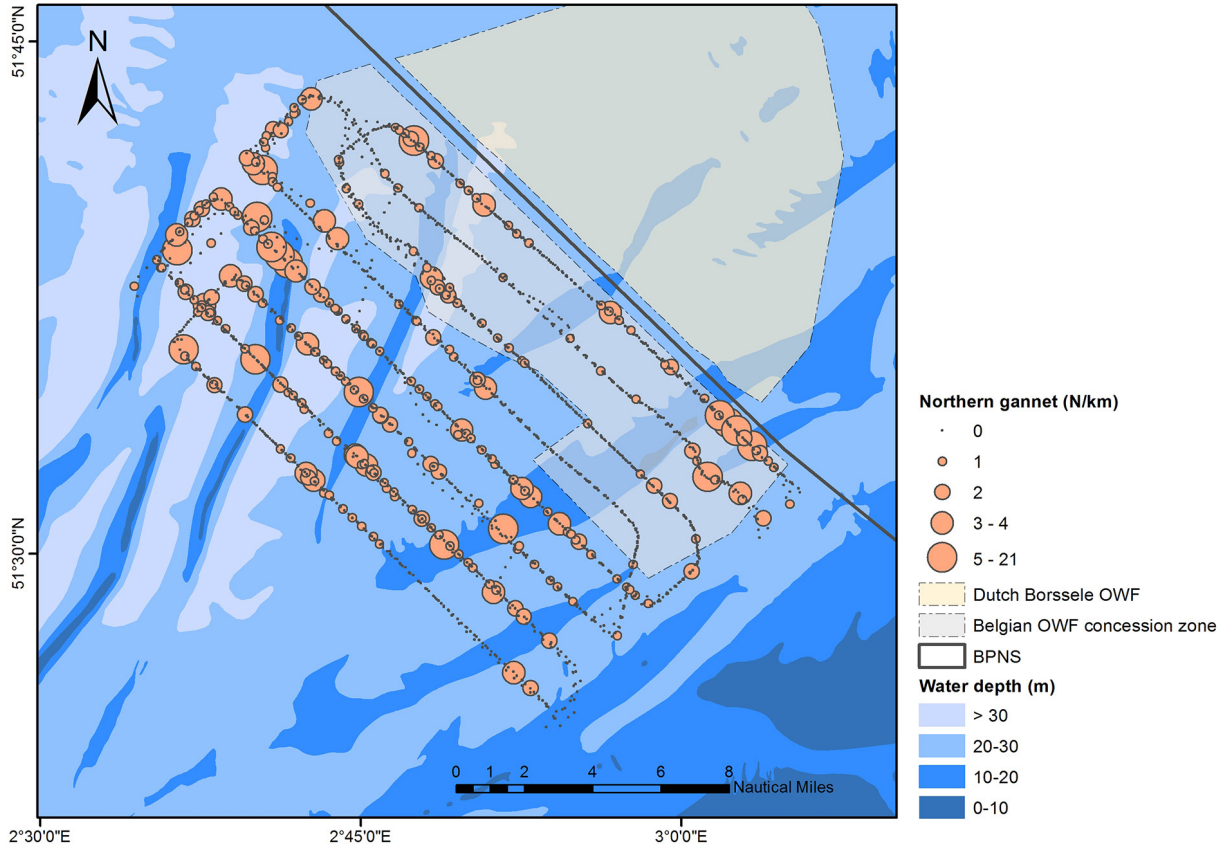 51°45'0"N
N
51°30'0"N
2°30'0"E
2°45'0"E
3°0'0"E
0 1 2 4 6 8
Nautical Miles
Northern gannet (N/km)
0
1
2
3 - 4
5 - 21
Dutch Borssele OWF
Belgian OWF concession zone
BPNS
Water depth (m)
> 30
20-30
10-20
0-10